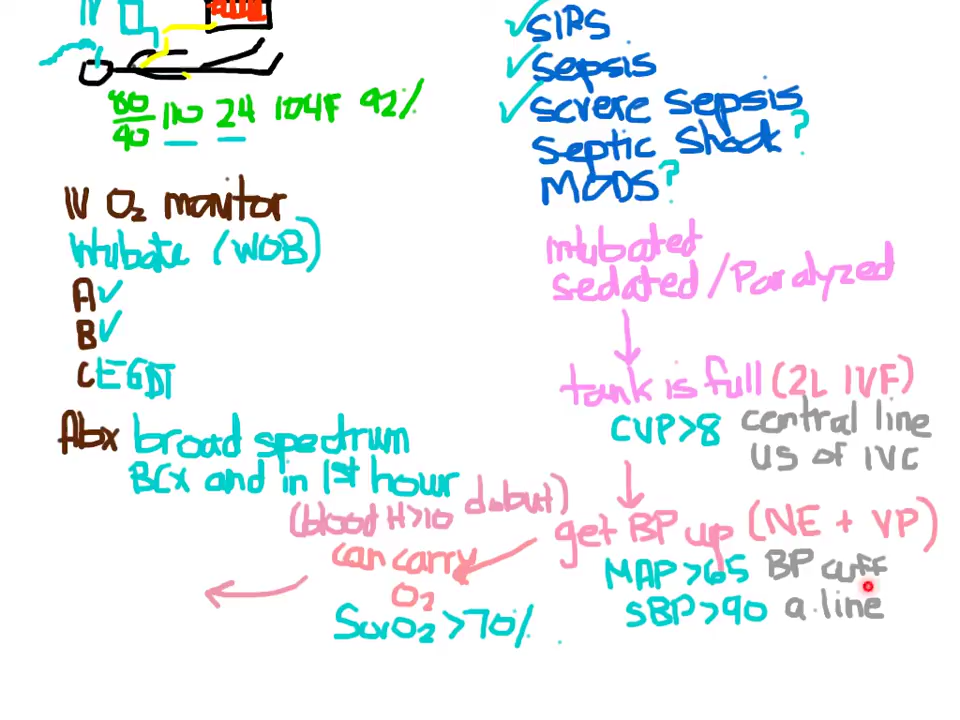 IV
80/40 110 24 104F 92%
IV O2 monitor
Intubate (WOB)
A✓
B✓
C EGDT
Abx broad spectrum
BCx and in 1st hour
✓ SIRS
✓ Sepsis
✓ Severe Sepsis
Septic Shock ?
MODS ?
Intubated
Sedated / Paralyzed
tank is full (2L IVF)
CVP>8 central line
US of IVC
get BP up (NE + VP)
MAP >65 BP cuff
SBP>90 a line
(blood H>10 dobut)
can carry
O2
ScvO2 >70%